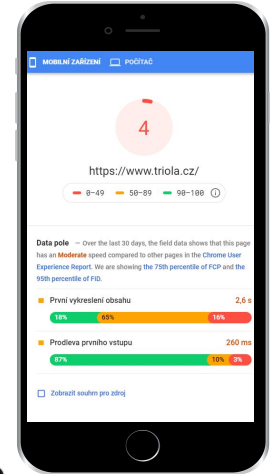 MOBILNÍ ZAŘÍZENÍ POČÍTAČ
4
https://www.triola.cz/
0–49 50–89 90–100
Data pole — Over the last 30 days, the field data shows that this page
has an Moderate speed compared to other pages in the Chrome User
Experience Report. We are showing the 75th percentile of FCP and the
95th percentile of FID.
První vykreslení obsahu 2,6 s
18% 65% 16%
Prodleva prvního vstupu 260 ms
87% 10% 3%
Zobrazit souhrn pro zdroj